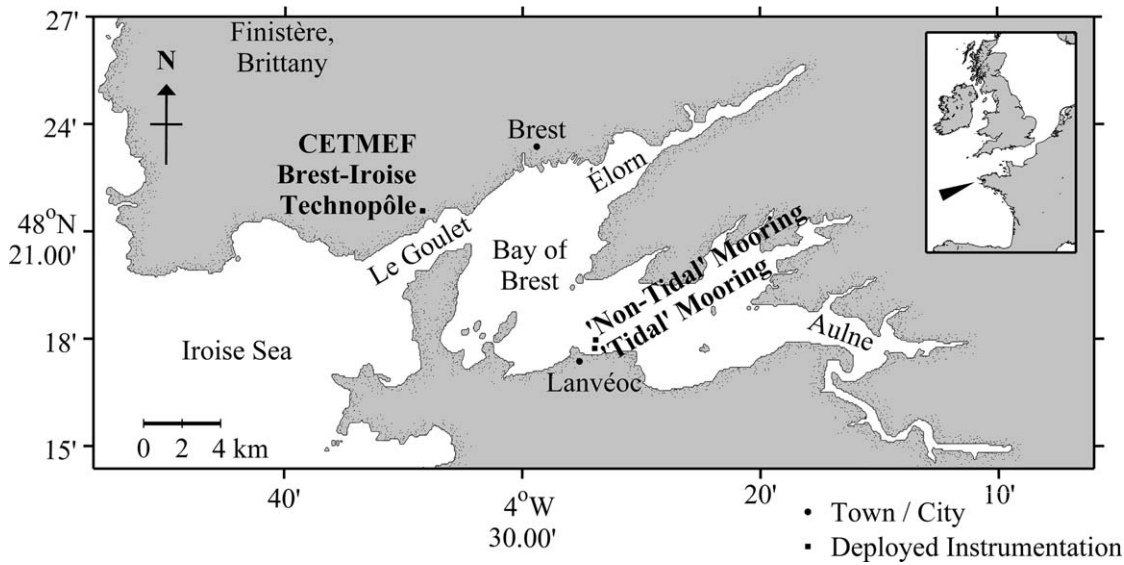 27'
Finistère,
Brittany
N
24'
Brest
CETMEF
Brest-Iroise
Technopôle
Élorn
48°N
21.00'
Le Goulet
Bay of
Brest
'Non-Tidal' Mooring
'Tidal' Mooring
18'
Iroise Sea
Aulne
Lanvéoc
0 2 4 km
15'
40'
4°W
30.00'
20'
10'
Town / City
Deployed Instrumentation